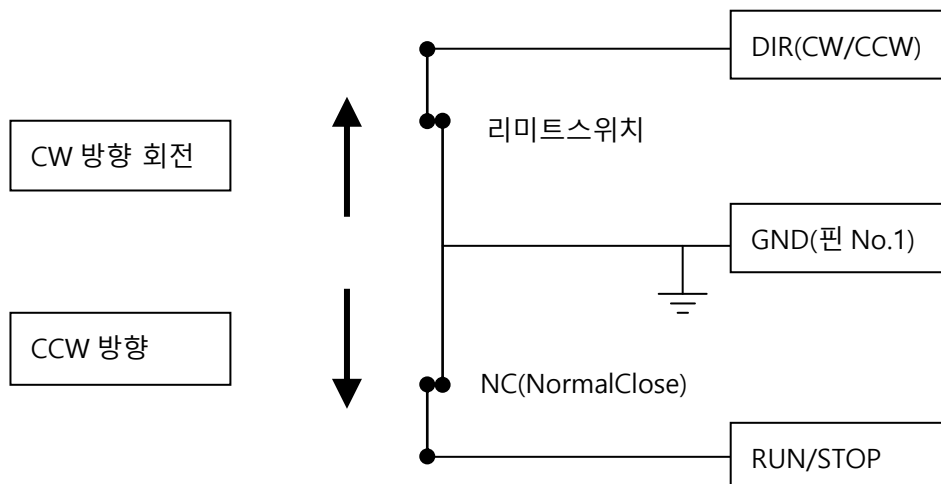 DIR(CW/CCW)
리미트스위치
CW 방향 회전
GND(핀 No.1)
CCW 방향
NC(NormalClose)
RUN/STOP